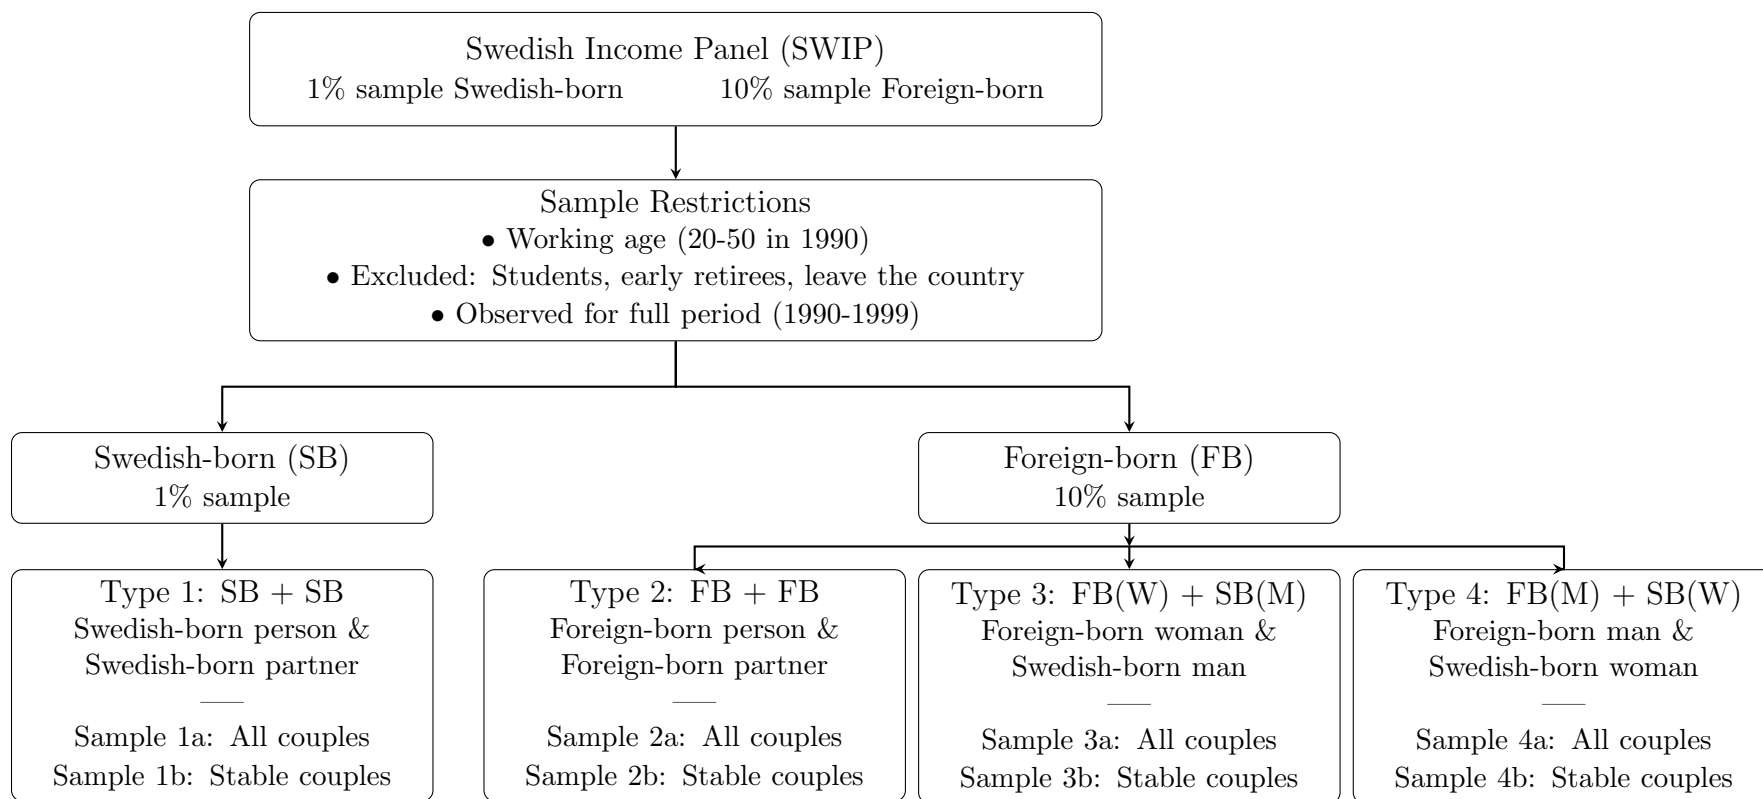 Swedish Income Panel (SWIP)
1% sample Swedish-born 10% sample Foreign-born
Sample Restrictions
• Working age (20-50 in 1990)
• Excluded: Students, early retirees, leave the country
• Observed for full period (1990-1999)
Swedish-born (SB)
1% sample
Foreign-born (FB)
10% sample
Type 1: SB + SB
Swedish-born person &
Swedish-born partner
Sample 1a: All couples
Sample 1b: Stable couples
Type 2: FB + FB
Foreign-born person &
Foreign-born partner
Sample 2a: All couples
Sample 2b: Stable couples
Type 3: FB(W) + SB(M)
Foreign-born woman &
Swedish-born man
Sample 3a: All couples
Sample 3b: Stable couples
Type 4: FB(M) + SB(W)
Foreign-born man &
Swedish-born woman
Sample 4a: All couples
Sample 4b: Stable couples